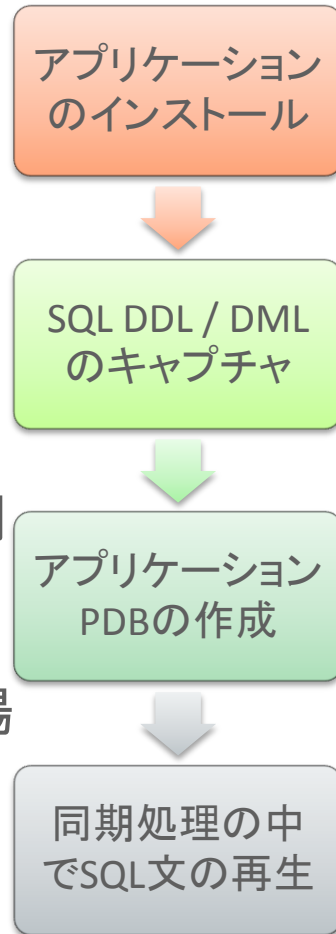 アプリケーション
のインストール
SQL DDL / DML
のキャプチャ
アプリケーション
PDBの作成
場
同期処理の中
でSQL文の再生